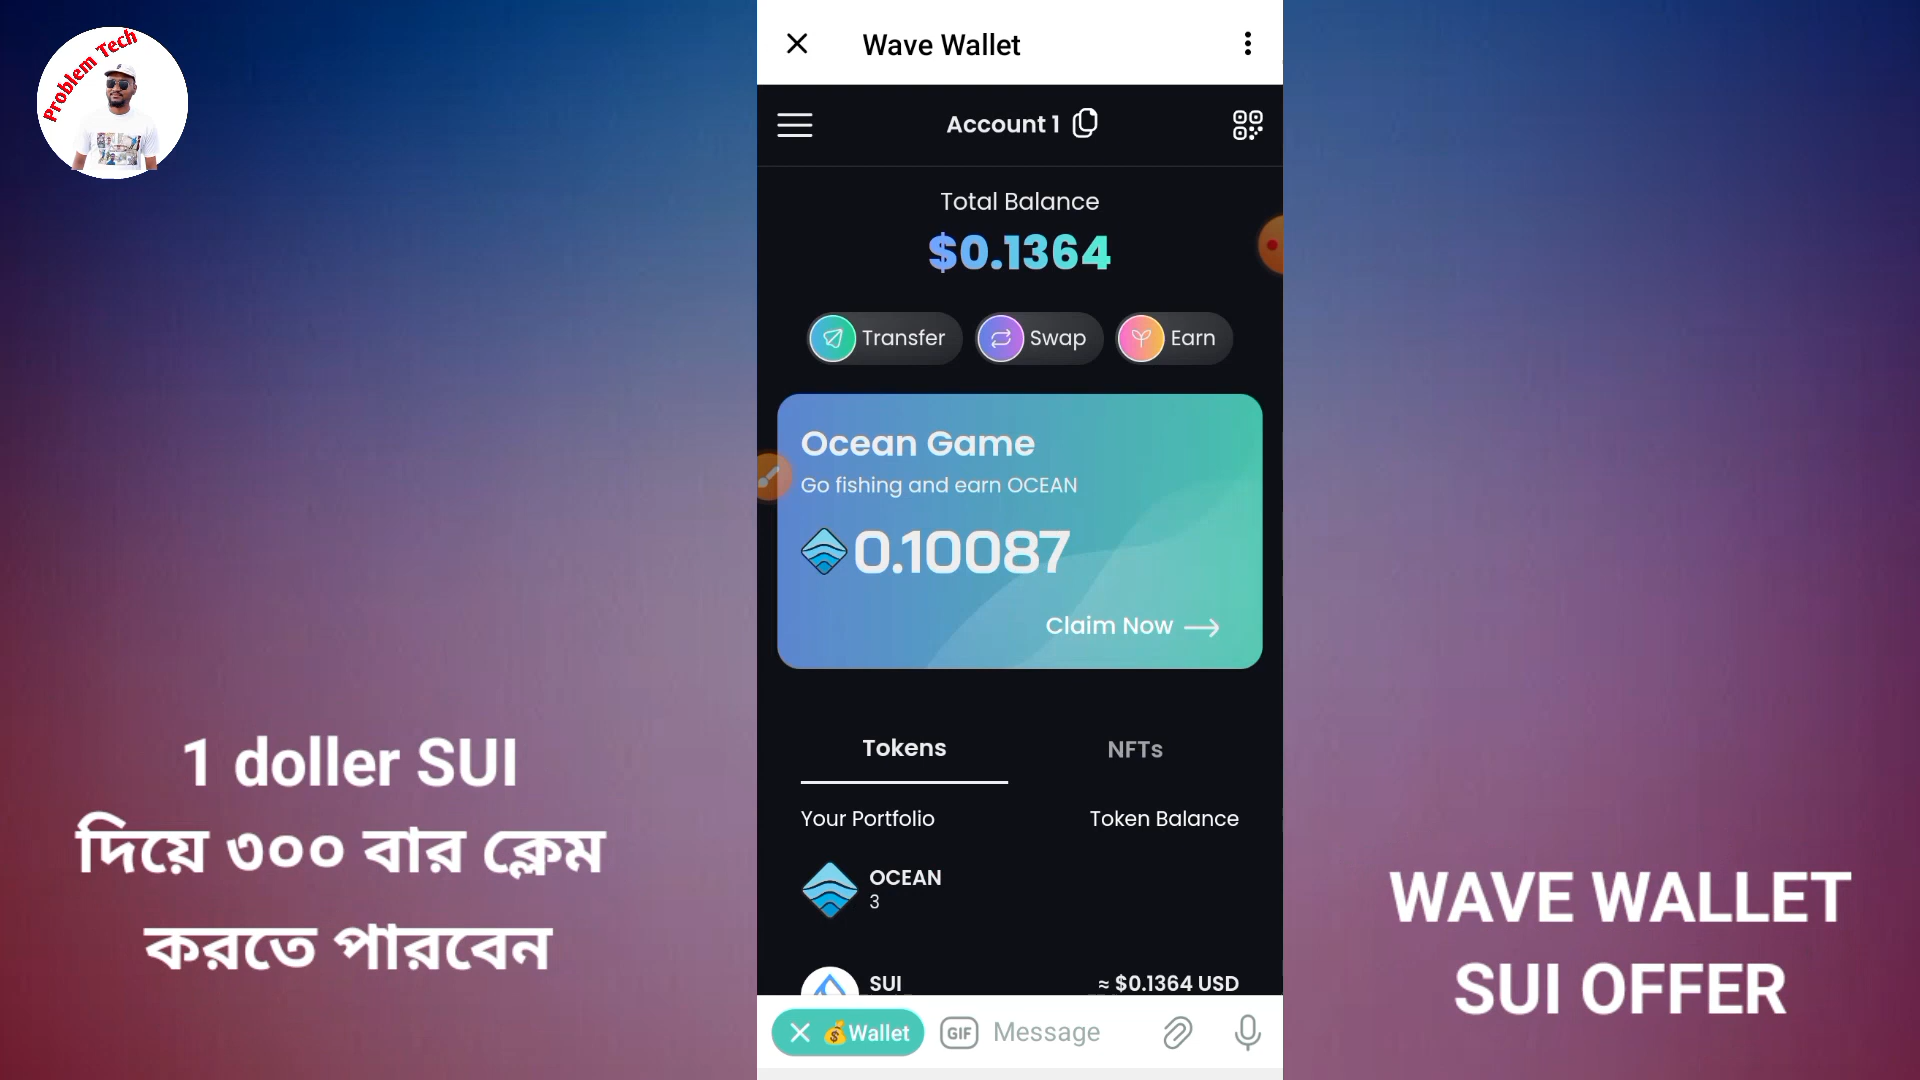 Problem Tech
Wave Wallet
Account 1
Total Balance
$0.1364
Transfer
Swap
Earn
Ocean Game
Go fishing and earn OCEAN
0.10087
Claim Now
Tokens
NFTs
Your Portfolio
Token Balance
OCEAN
3
SUI
≈ $0.1364 USD
Wallet
GIF
Message
1 doller SUI
দিয়ে ৩০০ বার ক্লেম
করতে পারবেন
WAVE WALLET
SUI OFFER